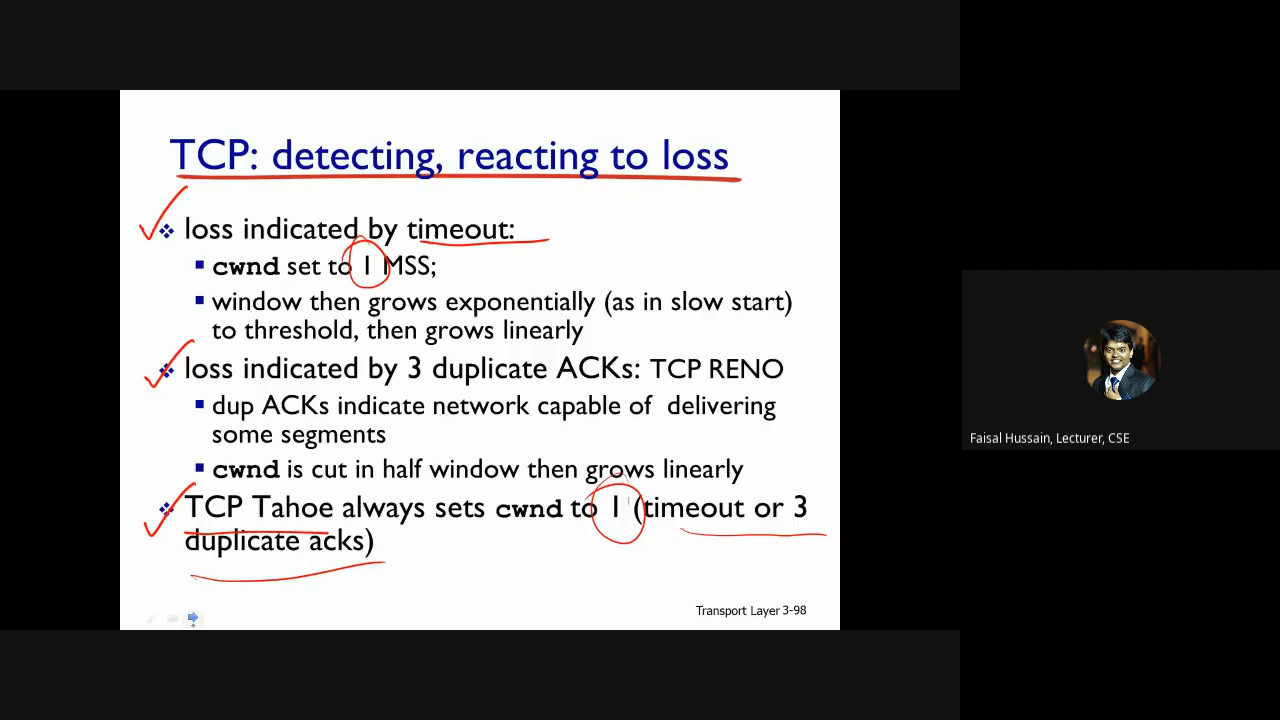 TCP: detecting, reacting to loss
loss indicated by timeout:
cwnd set to 1 MSS;
window then grows exponentially (as in slow start)
to threshold, then grows linearly
loss indicated by 3 duplicate ACKs: TCP RENO
dup ACKs indicate network capable of delivering
some segments
cwnd is cut in half window then grows linearly
TCP Tahoe always sets cwnd to 1 (timeout or 3
duplicate acks)
Transport Layer 3-98
Faisal Hussain, Lecturer, CSE